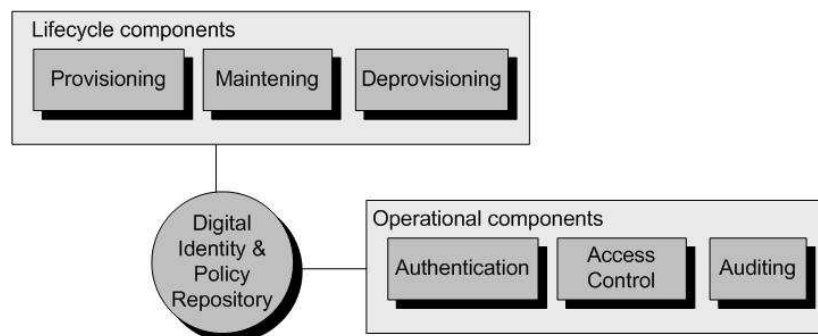 Lifecycle components
Provisioning
Maintening
Deprovisioning
Digital
Identity &
Policy
Repository
Operational components
Authentication
Access
Control
Auditing